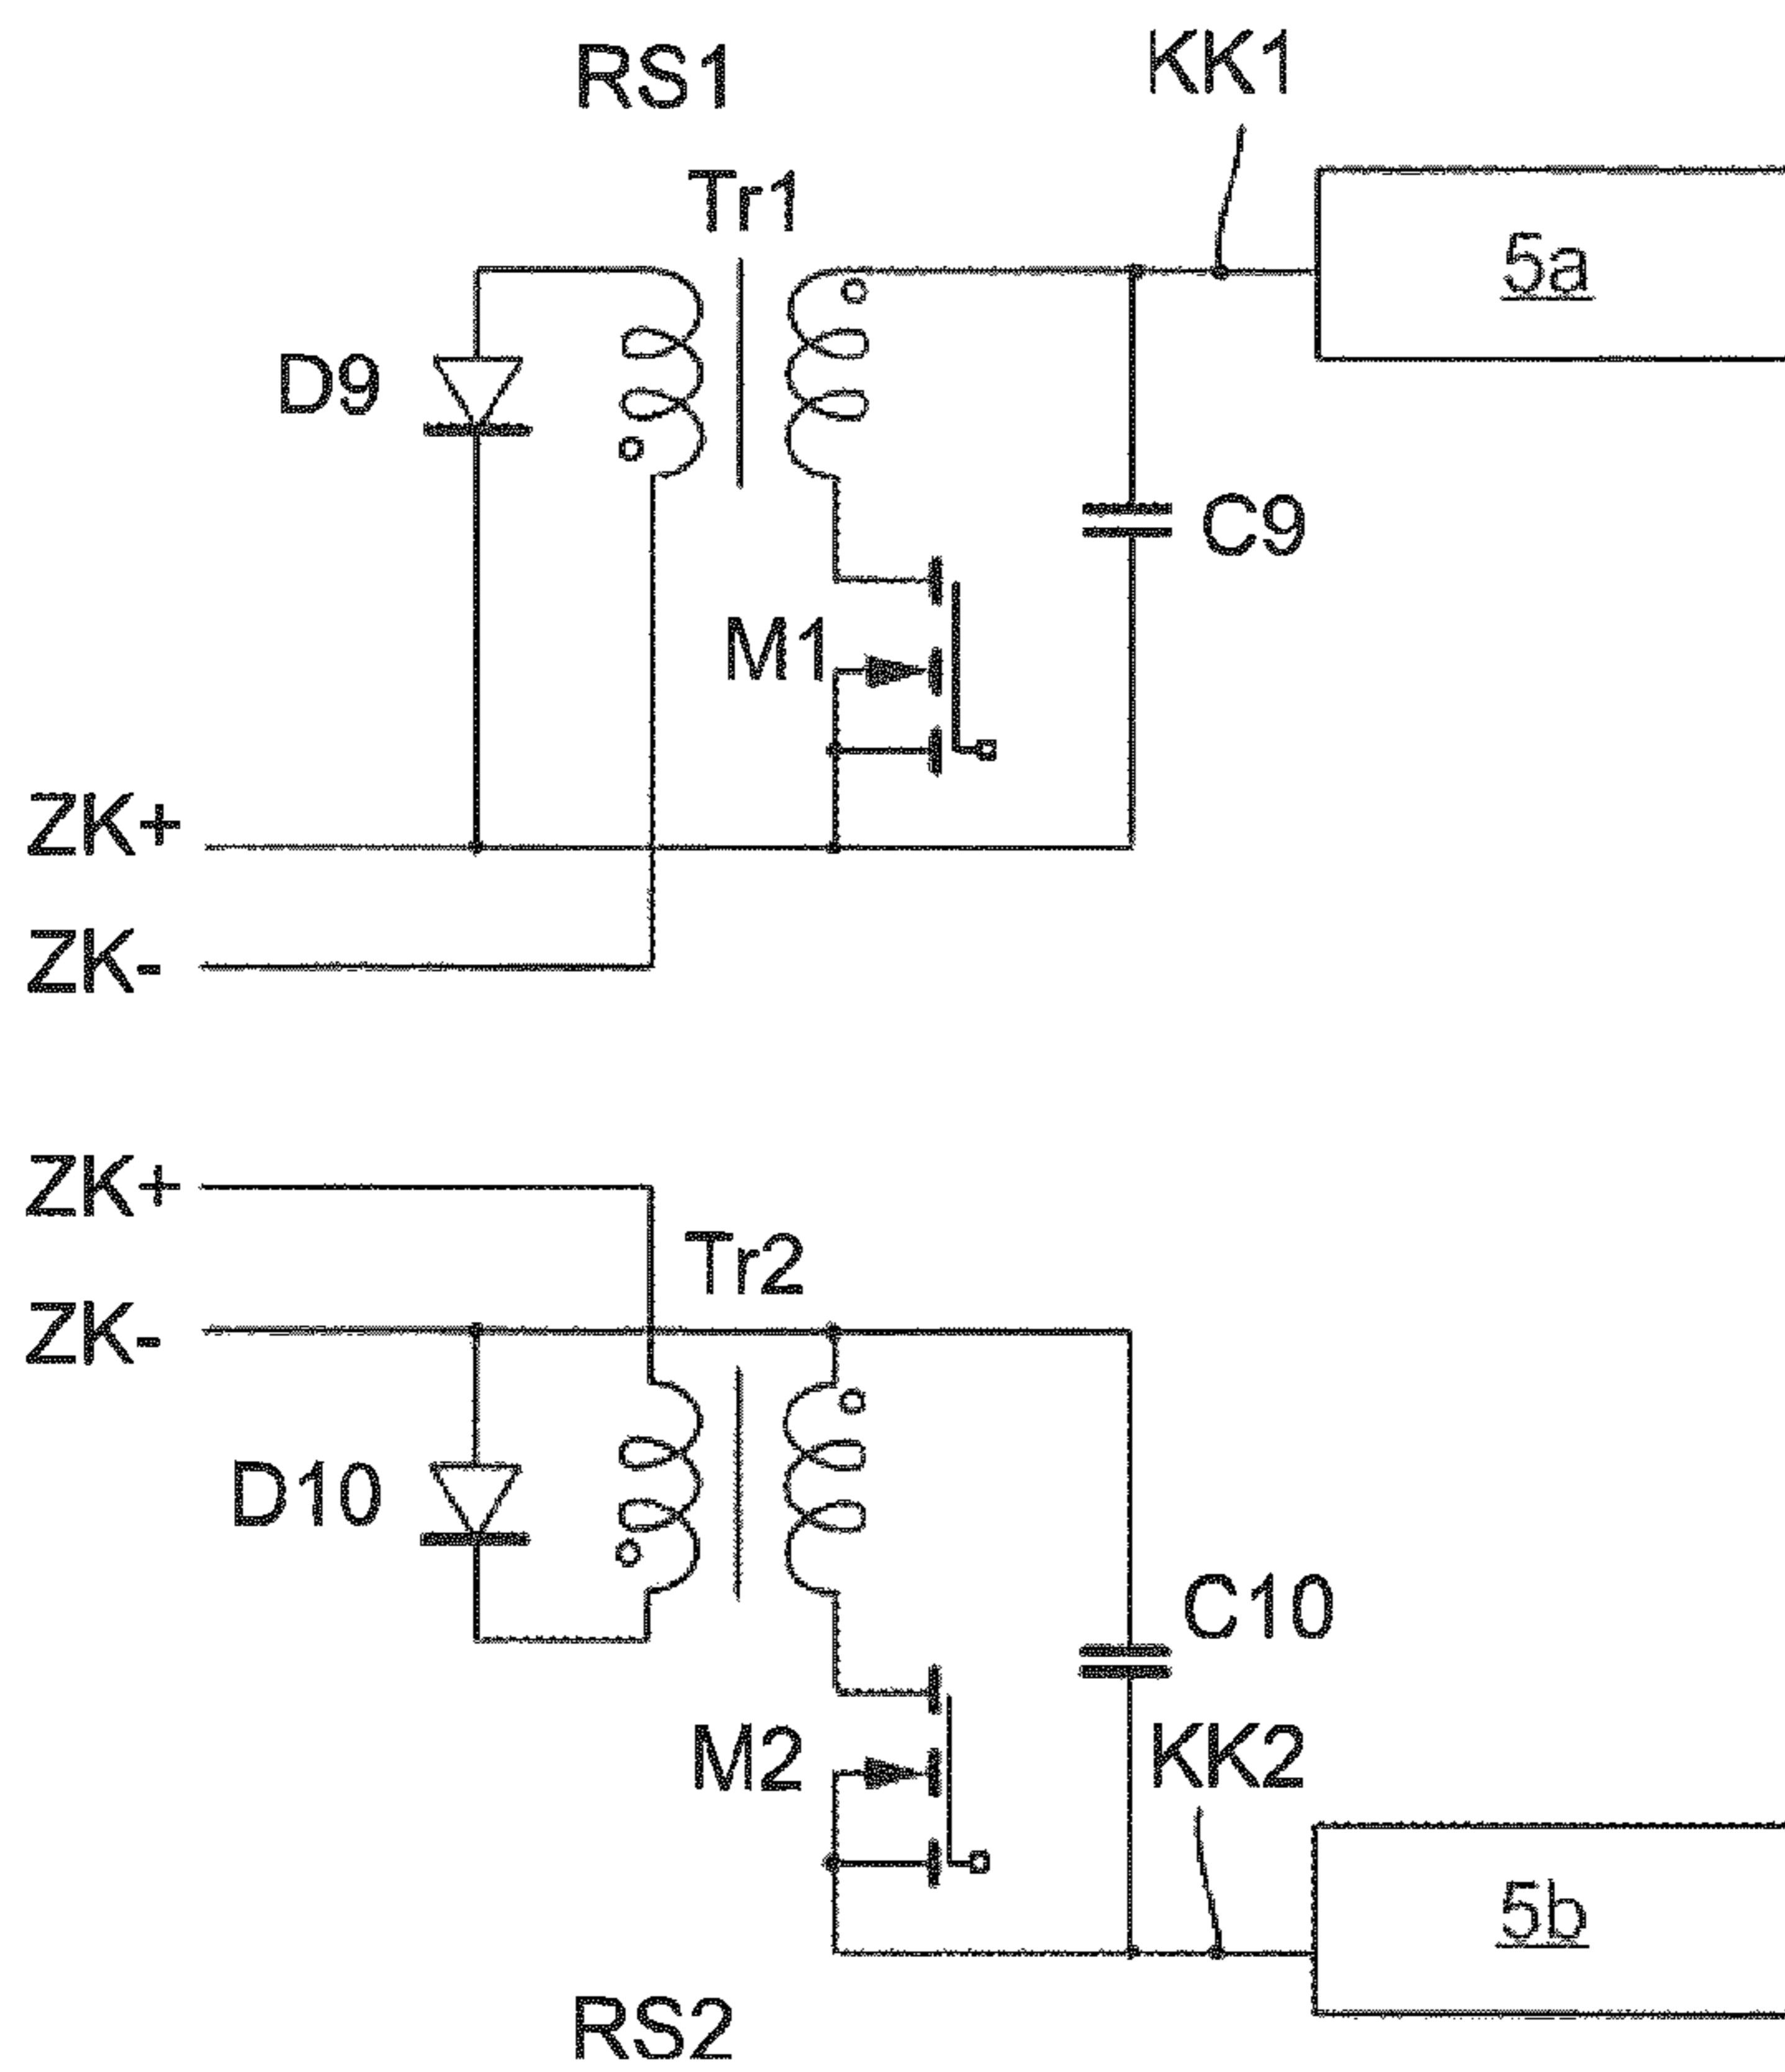 RS1
KK1
Tr1
5a
D9
C9
M1
ZK+
ZK-
ZK+
Tr2
ZK-
D10
C10
M2
KK2
5b
RS2